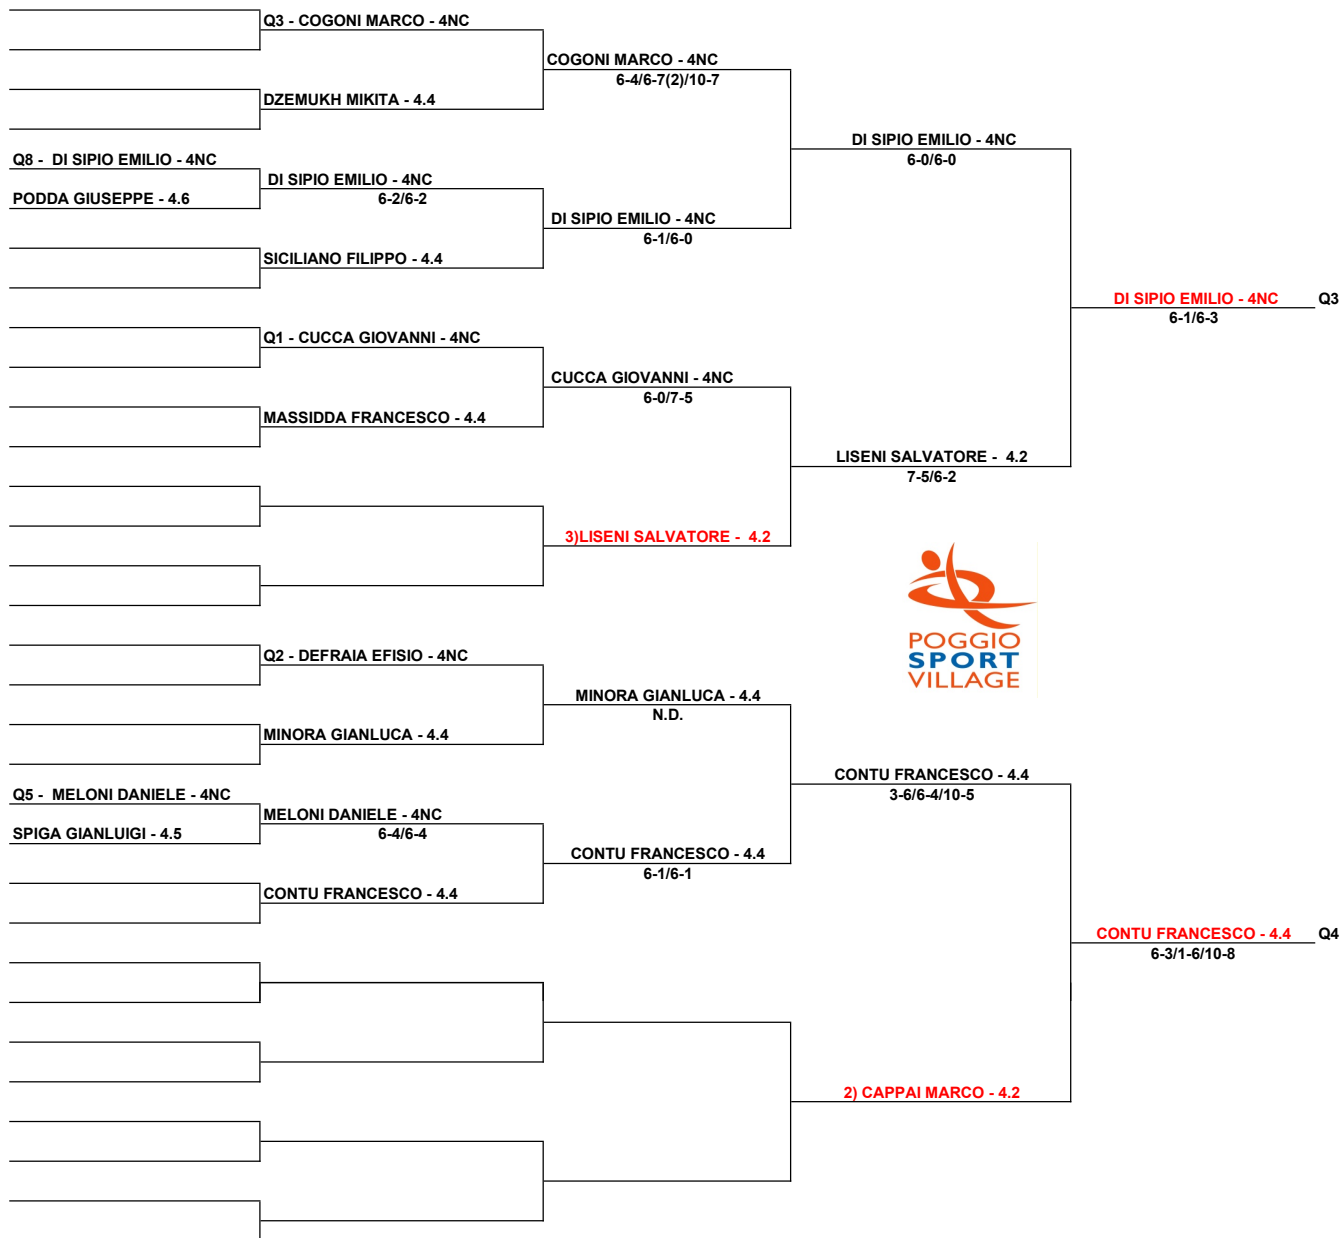 Q3 - COGONI MARCO - 4NC
COGONI MARCO - 4NC
6-4/6-7(2)/10-7
DZEMUKH MIKITA - 4.4
DI SIPIO EMILIO - 4NC
6-0/6-0
Q8 - DI SIPIO EMILIO - 4NC
DI SIPIO EMILIO - 4NC
6-2/6-2
PODDA GIUSEPPE - 4.6
DI SIPIO EMILIO - 4NC
6-1/6-0
SICILIANO FILIPPO - 4.4
DI SIPIO EMILIO - 4NC Q3
6-1/6-3
Q1 - CUCCA GIOVANNI - 4NC
CUCCA GIOVANNI - 4NC
6-0/7-5
MASSIDDA FRANCESCO - 4.4
LISENI SALVATORE - 4.2
7-5/6-2
3)LISENI SALVATORE - 4.2
POGGIO
SPORT
VILLAGE
Q2 - DEFRAIA EFISIO - 4NC
MINORA GIANLUCA - 4.4
N.D.
MINORA GIANLUCA - 4.4
CONTU FRANCESCO - 4.4
3-6/6-4/10-5
Q5 - MELONI DANIELE - 4NC
MELONI DANIELE - 4NC
6-4/6-4
SPIGA GIANLUIGI - 4.5
CONTU FRANCESCO - 4.4
6-1/6-1
CONTU FRANCESCO - 4.4
CONTU FRANCESCO - 4.4 Q4
6-3/1-6/10-8
2) CAPPAI MARCO - 4.2